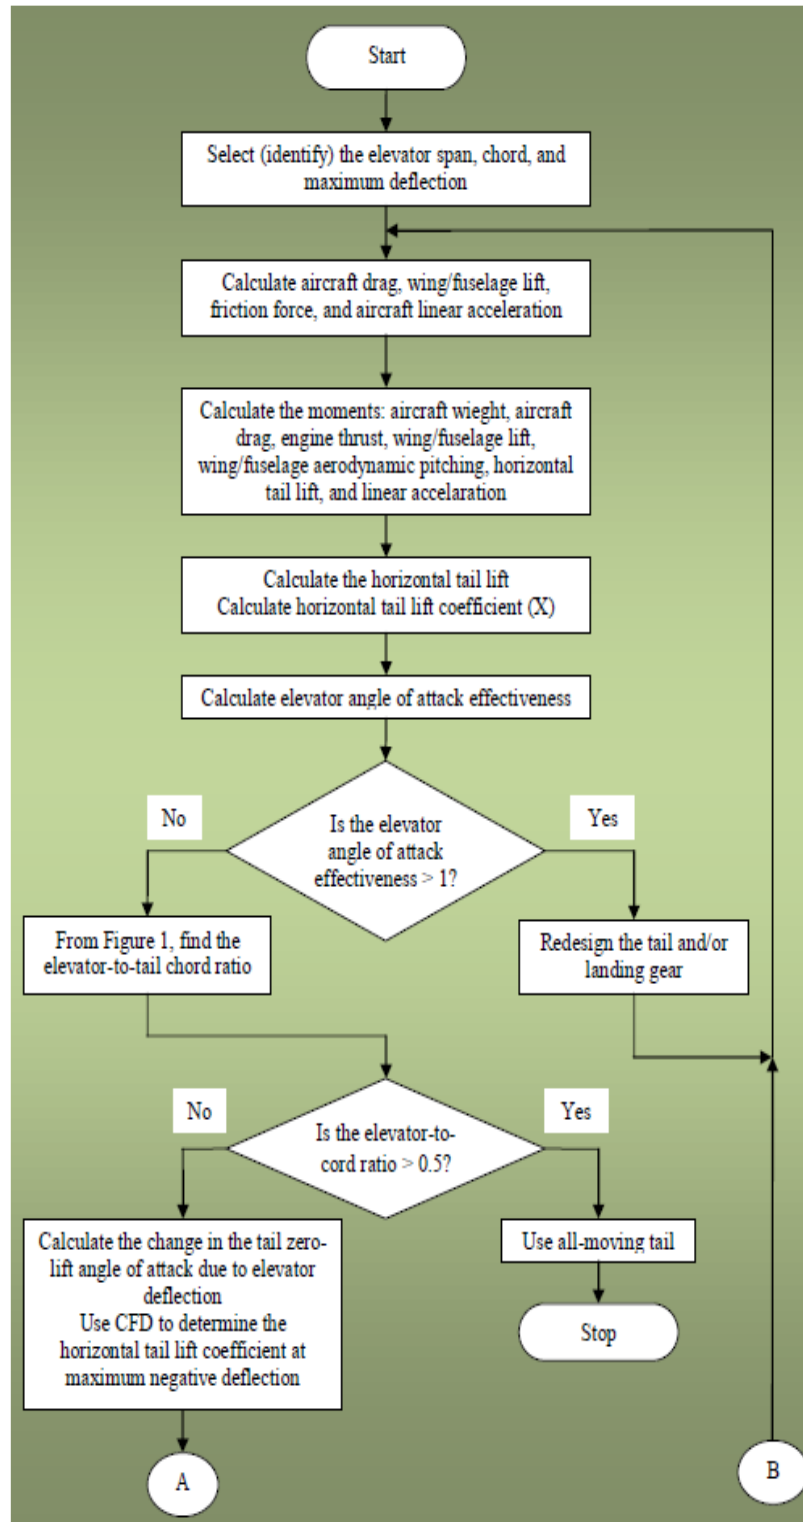 Start
Select (identify) the elevator span, chord, and
maximum deflection
Calculate aircraft drag, wing/fuselage lift,
friction force, and aircraft linear acceleration
Calculate the moments: aircraft wieght, aircraft
drag, engine thrust, wing/fuselage lift,
wing/fuselage aerodynamic pitching, horizontal
tail lift, and linear accelaration
Calculate the horizontal tail lift
Calculate horizontal tail lift coefficient (X)
Calculate elevator angle of attack effectiveness
No
Is the elevator
angle of attack
effectiveness > 1?
Yes
From Figure 1, find the
elevator-to-tail chord ratio
Redesign the tail and/or
landing gear
No
Is the elevator-to-
cord ratio > 0.5?
Yes
Calculate the change in the tail zero-
lift angle of attack due to elevator
deflection
Use CFD to determine the
horizontal tail lift coefficient at
maximum negative deflection
Use all-moving tail
Stop
A
B